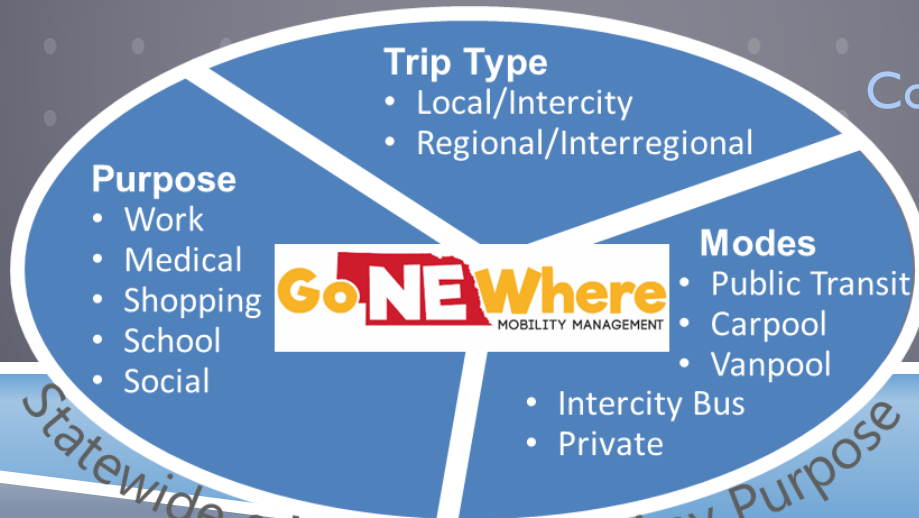 Trip Type
• Local/Intercity
• Regional/Interregional
Co
Purpose
• Work
• Medical
• Shopping
• School
• Social
GoNEWhere
MOBILITY MANAGEMENT
Modes
• Public Transit
• Carpool
• Vanpool
• Intercity Bus
• Private
Statewide
Purpose